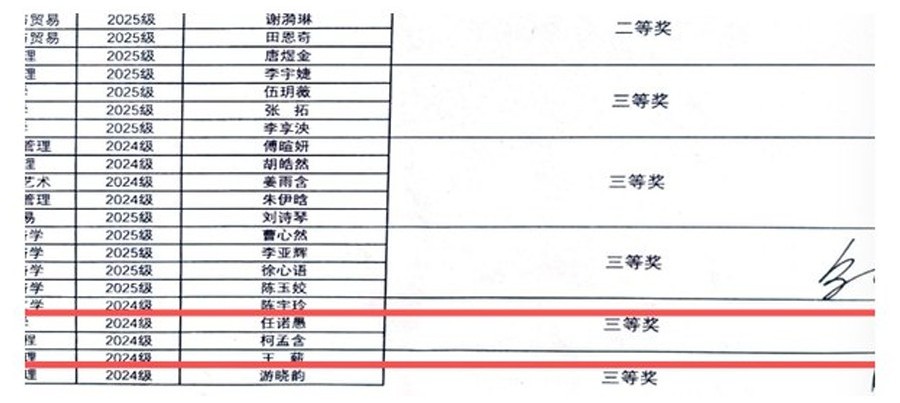 贸易 2025级 谢漪琳
贸易 2025级 田恩奇 二等奖
理 2025级 唐煜金
理 2025级 李宇婕
2025级 伍玥薇 三等奖
2025级 张 拓
2025级 李享泱
管理 2024级 傅暄妍
理 2024级 胡皓然
艺术 2024级 姜雨含 三等奖
管理 2024级 朱伊晗
易 2025级 刘诗琴
学 2025级 曹心然
学 2025级 李亚辉 三等奖
学 2025级 徐心语
学 2025级 陈玉姣
学 2024级 陈宇玲
2024级 任诺愚 三等奖
程 2024级 柯孟含
理 2024级 王
理 2024级 游晓韵 三等奖